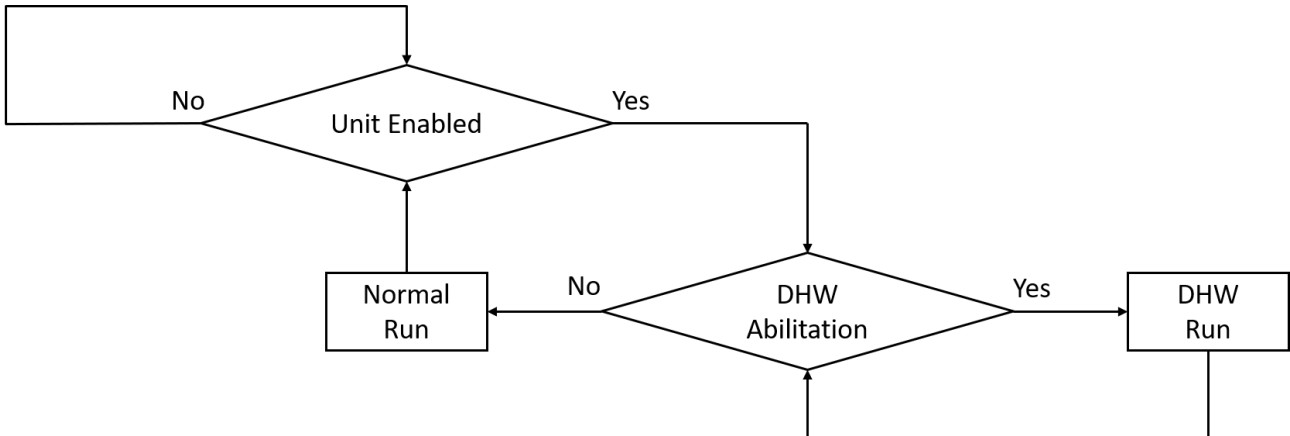 No
Unit Enabled
Yes
Normal
Run
No
DHW
Abilitation
Yes
DHW
Run